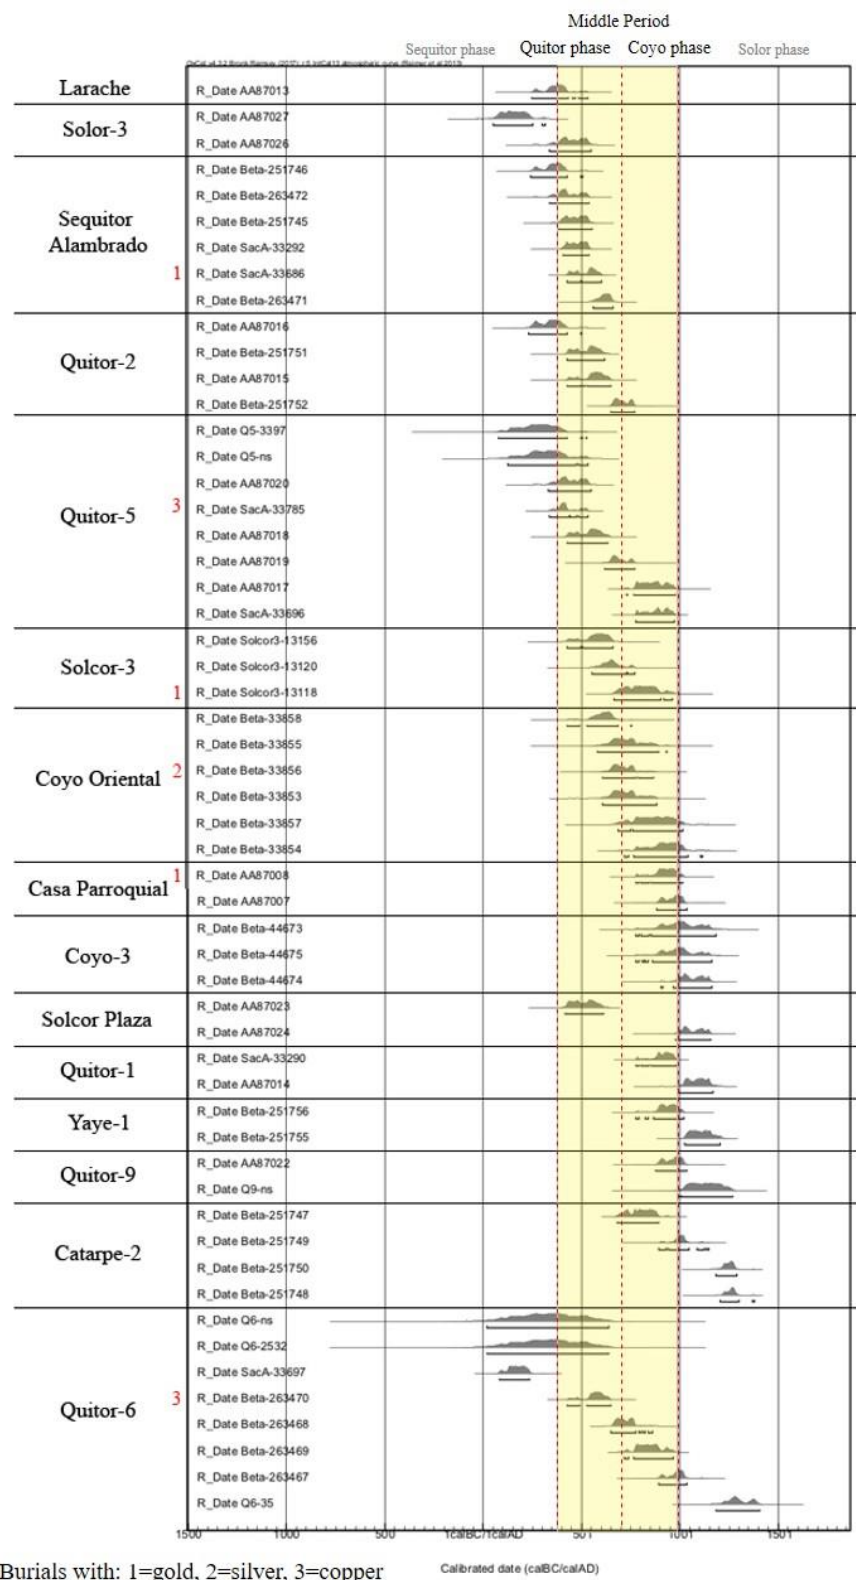 Middle Period
Sequitor phase Quitor phase Coyo phase Solor phase
OxCal v4.3.2 Bronk Ramsey (2017);
Larache
R_Date AA87013
Solor-3
R_Date AA87027
R_Date AA87026
Sequitor Alambrado
R_Date Beta-251746
R_Date Beta-263472
R_Date Beta-251745
R_Date SacA-33292
1
R_Date SacA-33686
R_Date Beta-263471
Quitor-2
R_Date AA87016
R_Date Beta-251751
R_Date AA87015
R_Date Beta-251752
Quitor-5
R_Date Q5-3397
R_Date Q5-ns
R_Date AA87020
3
R_Date SacA-33785
R_Date AA87018
R_Date AA87019
R_Date AA87017
R_Date SacA-33696
Solcor-3
R_Date Solcor3-13156
R_Date Solcor3-13120
1
R_Date Solcor3-13118
Coyo Oriental
R_Date Beta-33858
R_Date Beta-33855
2
R_Date Beta-33856
R_Date Beta-33853
R_Date Beta-33857
R_Date Beta-33854
Casa Parroquial
1
R_Date AA87008
R_Date AA87007
Coyo-3
R_Date Beta-44673
R_Date Beta-44675
R_Date Beta-44674
Solcor Plaza
R_Date AA87023
R_Date AA87024
Quitor-1
R_Date SacA-33290
R_Date AA87014
Yaye-1
R_Date Beta-251756
R_Date Beta-251755
Quitor-9
R_Date AA87022
R_Date Q9-ns
Catarpe-2
R_Date Beta-251747
R_Date Beta-251749
R_Date Beta-251750
R_Date Beta-251748
Quitor-6
R_Date Q6-ns
R_Date Q6-2532
R_Date SacA-33697
3
R_Date Beta-263470
R_Date Beta-263468
R_Date Beta-263469
R_Date Beta-263467
R_Date Q6-35
1500 1000 500 1calBC/1calAD 501 1001 1501
Burials with: 1=gold, 2=silver, 3=copper
Calibrated date (calBC/calAD)